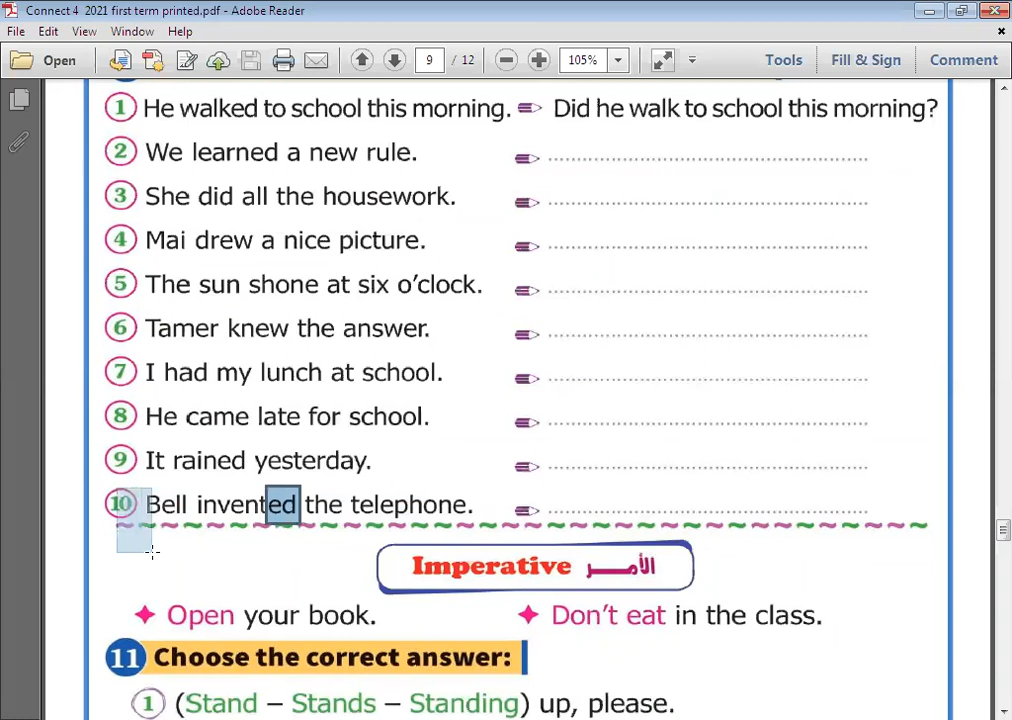 Connect 4 2021 first term printed.pdf - Adobe Reader
File Edit View Window Help
Open 9 / 12 105% Tools Fill & Sign Comment
1 He walked to school this morning. Did he walk to school this morning?
2 We learned a new rule. ........................................
3 She did all the housework. ........................................
4 Mai drew a nice picture. ........................................
5 The sun shone at six o’clock. ........................................
6 Tamer knew the answer. ........................................
7 I had my lunch at school. ........................................
8 He came late for school. ........................................
9 It rained yesterday. ........................................
10 Bell invented the telephone. ........................................
Imperative الأمـــر
Open your book. Don’t eat in the class.
11 Choose the correct answer:
1 (Stand – Stands – Standing) up, please.